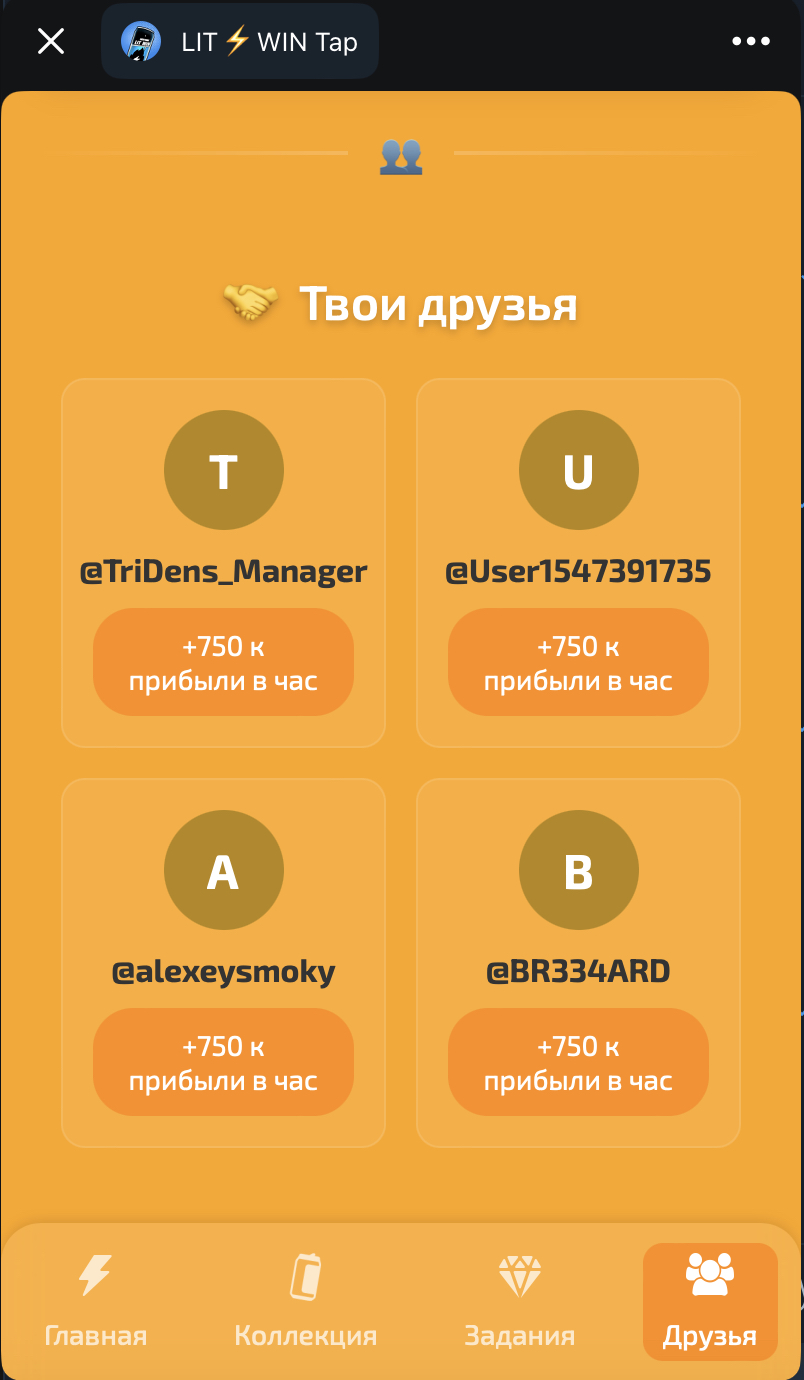 LIT⚡WIN Tap
Твои друзья
T
U
@TriDens_Manager
@User1547391735
+750 к
прибыли в час
+750 к
прибыли в час
A
B
@alexeysmoky
@BR334ARD
+750 к
прибыли в час
+750 к
прибыли в час
Главная
Коллекция
Задания
Друзья